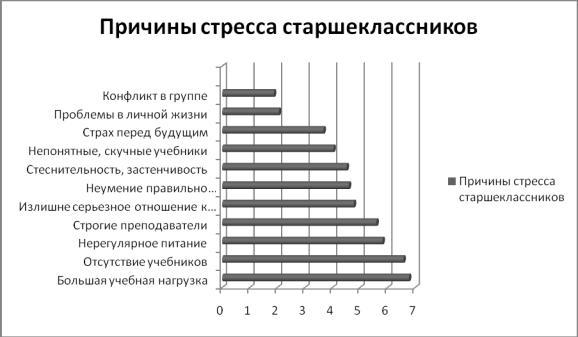 Причины стресса старшеклассников
Конфликт в группе
Проблемы в личной жизни
Страх перед будущим
Непонятные, скучные учебники
Стеснительность, застенчивость
Неумение правильно...
Излишне серьезное отношение к...
Строгие преподаватели
Нерегулярное питание
Отсутствие учебников
Большая учебная нагрузка
0 1 2 3 4 5 6 7
Причины стресса
старшеклассников